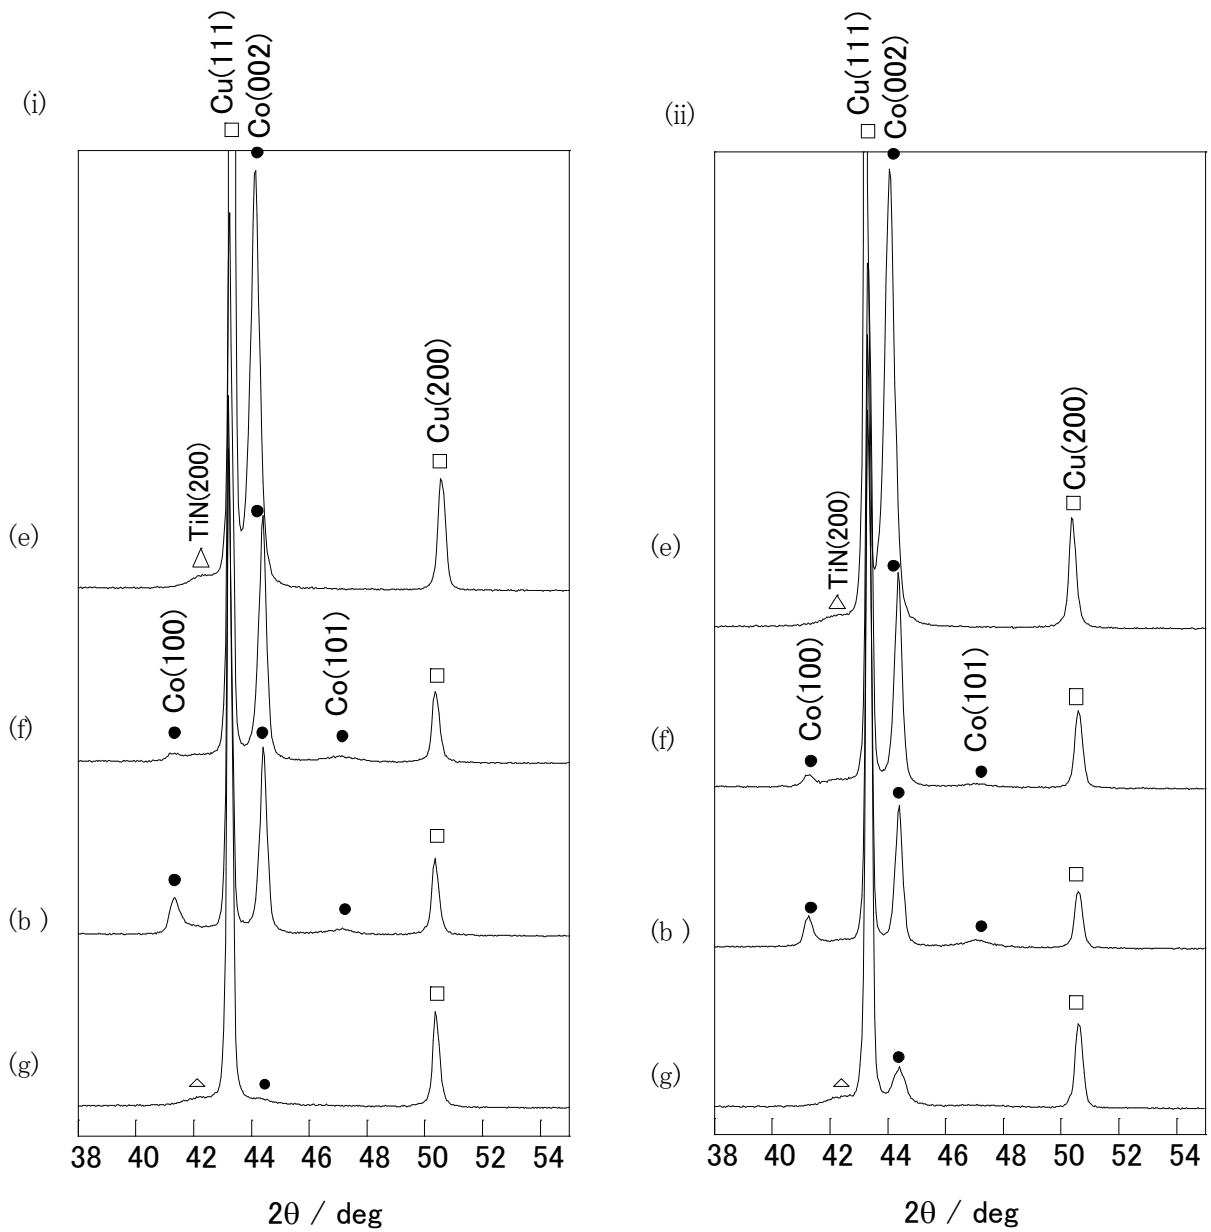 (i)
Cu(111)
Co(002)
TiN(200)
Cu(200)
(e)
Co(100)
Co(101)
(f)
(b )
(g)
38 40 42 44 46 48 50 52 54
2θ / deg
(ii)
Cu(111)
Co(002)
TiN(200)
Cu(200)
(e)
Co(100)
Co(101)
(f)
(b )
(g)
38 40 42 44 46 48 50 52 54
2θ / deg